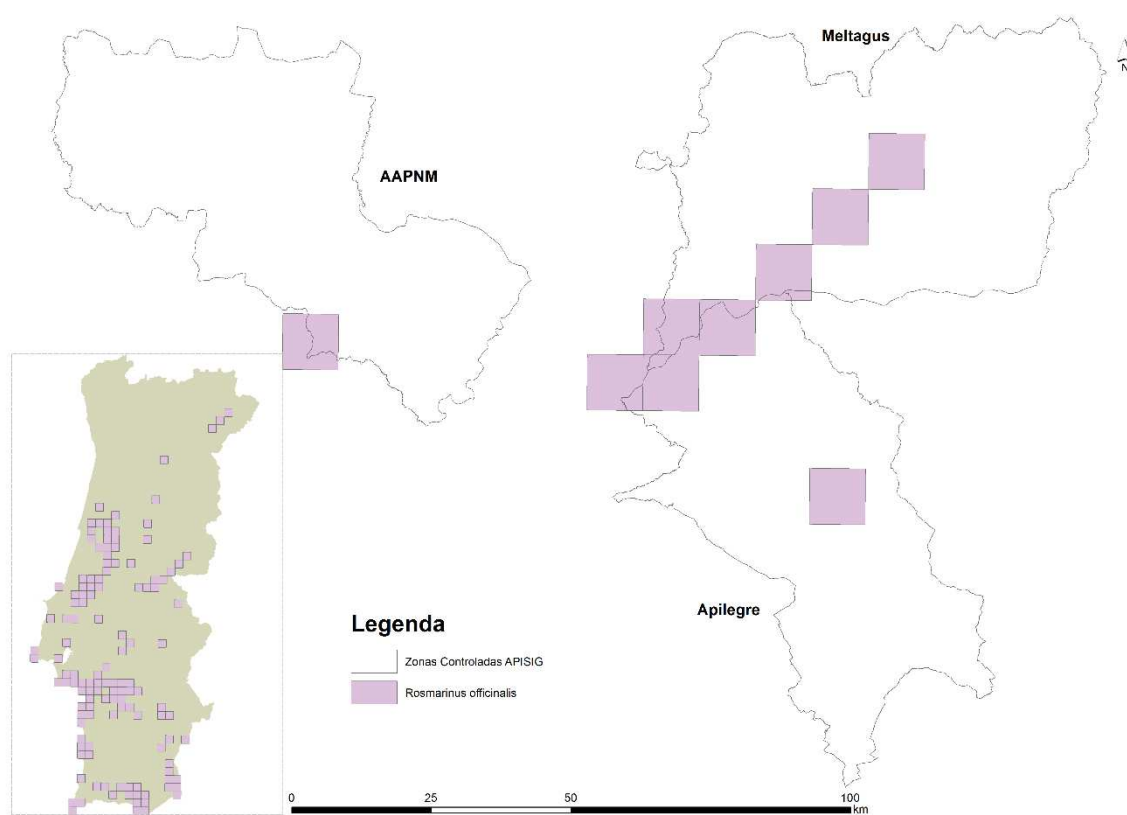 Meltagus
N
AAPNM
Apilegre
Legenda
Zonas Controladas APISIG
Rosmarinus officinalis
0 25 50 100
km